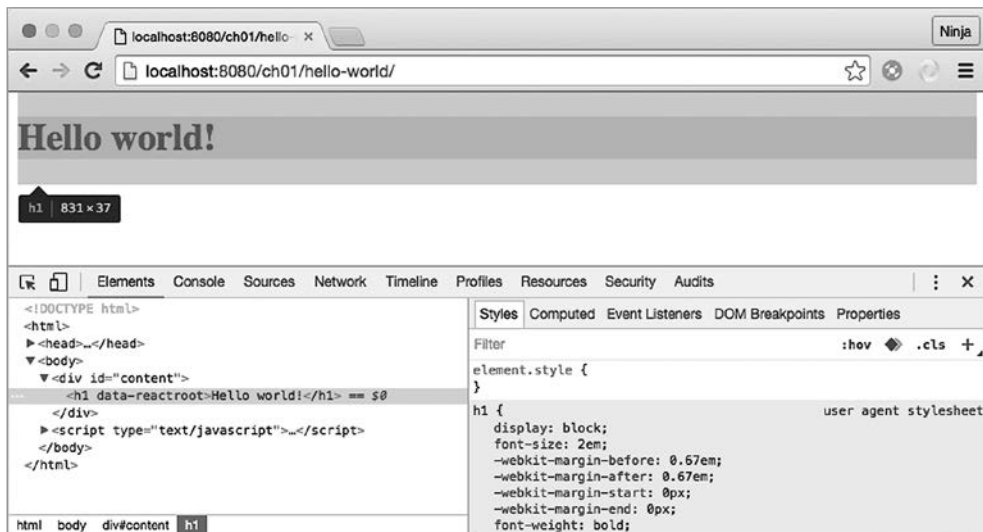 localhost:8080/ch01/hello-
Ninja
localhost:8080/ch01/hello-world/
Hello world!
h1 831×37
Elements Console Sources Network Timeline Profiles Resources Security Audits
<!DOCTYPE html>
<html>
<head>…</head>
<body>
<div id="content">
<h1 data-reactroot>Hello world!</h1> == $0
</div>
<script type="text/javascript">…</script>
</body>
</html>
html body div#content h1
Styles Computed Event Listeners DOM Breakpoints Properties
Filter :hov .cls +
element.style {
}
h1 { user agent stylesheet
display: block;
font-size: 2em;
-webkit-margin-before: 0.67em;
-webkit-margin-after: 0.67em;
-webkit-margin-start: 0px;
-webkit-margin-end: 0px;
font-weight: bold;